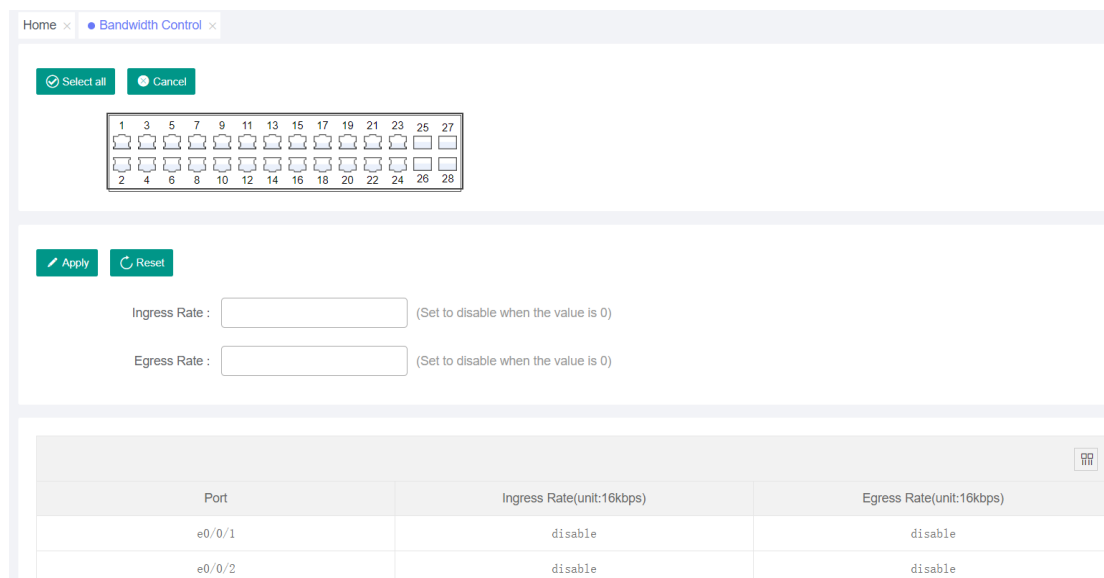 Home × Bandwidth Control ×
Select all Cancel
1 3 5 7 9 11 13 15 17 19 21 23 25 27
2 4 6 8 10 12 14 16 18 20 22 24 26 28
Apply Reset
Ingress Rate : (Set to disable when the value is 0)
Egress Rate : (Set to disable when the value is 0)
Port Ingress Rate(unit:16kbps) Egress Rate(unit:16kbps)
e0/0/1 disable disable
e0/0/2 disable disable